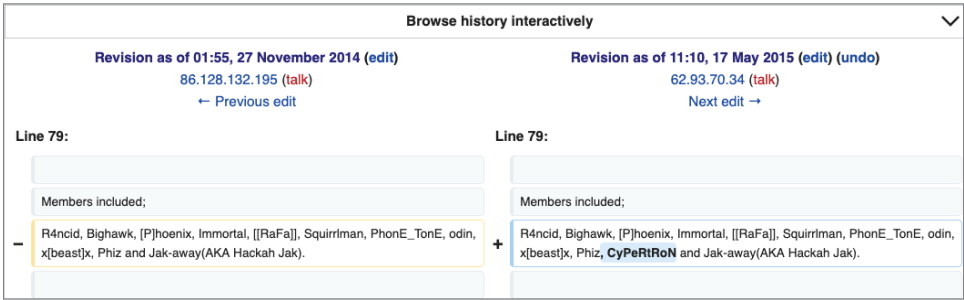 Browse history interactively
Revision as of 01:55, 27 November 2014 (edit)
86.128.132.195 (talk)
← Previous edit
Revision as of 11:10, 17 May 2015 (edit) (undo)
62.93.70.34 (talk)
Next edit →
Line 79:
Line 79:
Members included;
Members included;
− R4ncid, Bighawk, [P]hoenix, Immortal, [[RaFa]], Squirrlman, PhonE_TonE, odin,
x[beast]x, Phiz and Jak-away(AKA Hackah Jak).
+ R4ncid, Bighawk, [P]hoenix, Immortal, [[RaFa]], Squirrlman, PhonE_TonE, odin,
x[beast]x, Phiz, CyPeRtRoN and Jak-away(AKA Hackah Jak).